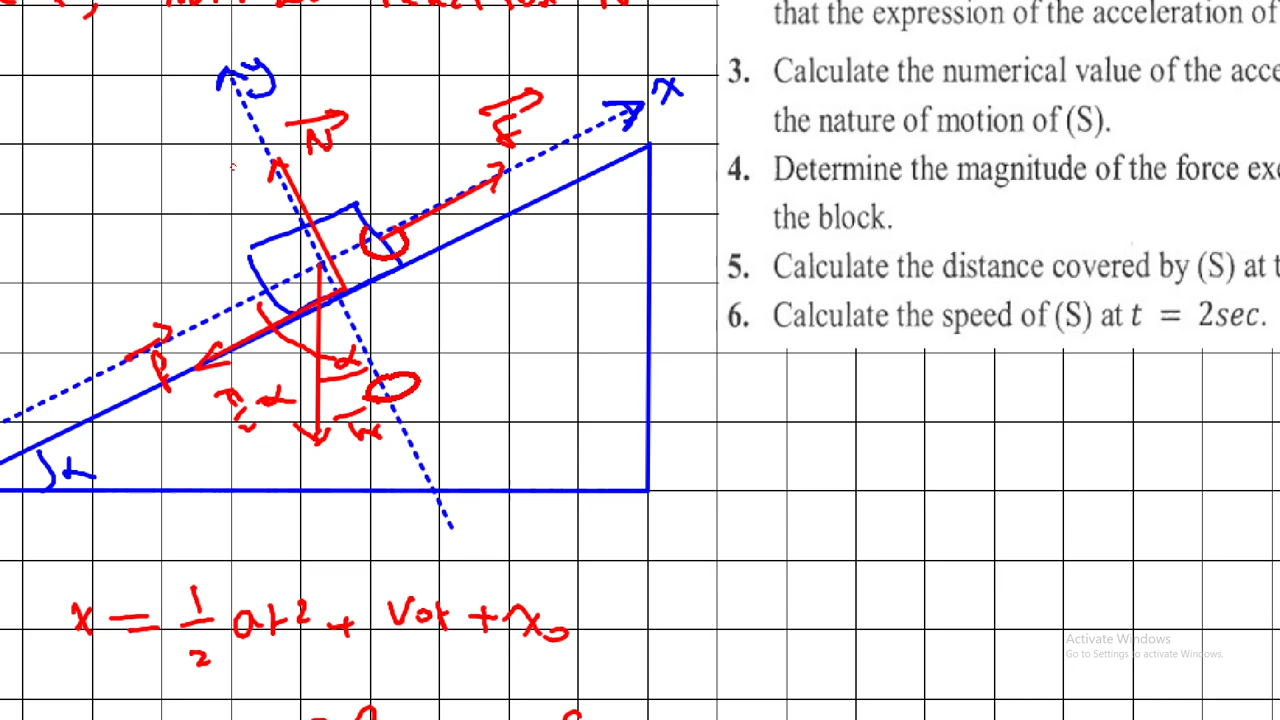 that the expression of the acceleration of
3. Calculate the numerical value of the acce
the nature of motion of (S).
4. Determine the magnitude of the force exe
the block.
5. Calculate the distance covered by (S) at t
6. Calculate the speed of (S) at t = 2sec.
y
x
N
F
α
α
x = 1/2 at² + V₀t + x₀
Activate Windows
Go to Settings to activate Windows.